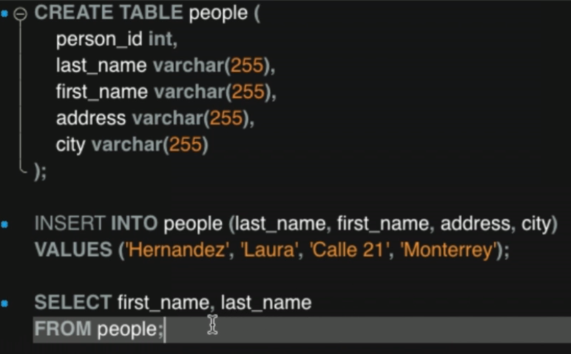 CREATE TABLE people (
person_id int,
last_name varchar(255),
first_name varchar(255),
address varchar(255),
city varchar(255)
);
INSERT INTO people (last_name, first_name, address, city)
VALUES ('Hernandez', 'Laura', 'Calle 21', 'Monterrey');
SELECT first_name, last_name
FROM people;